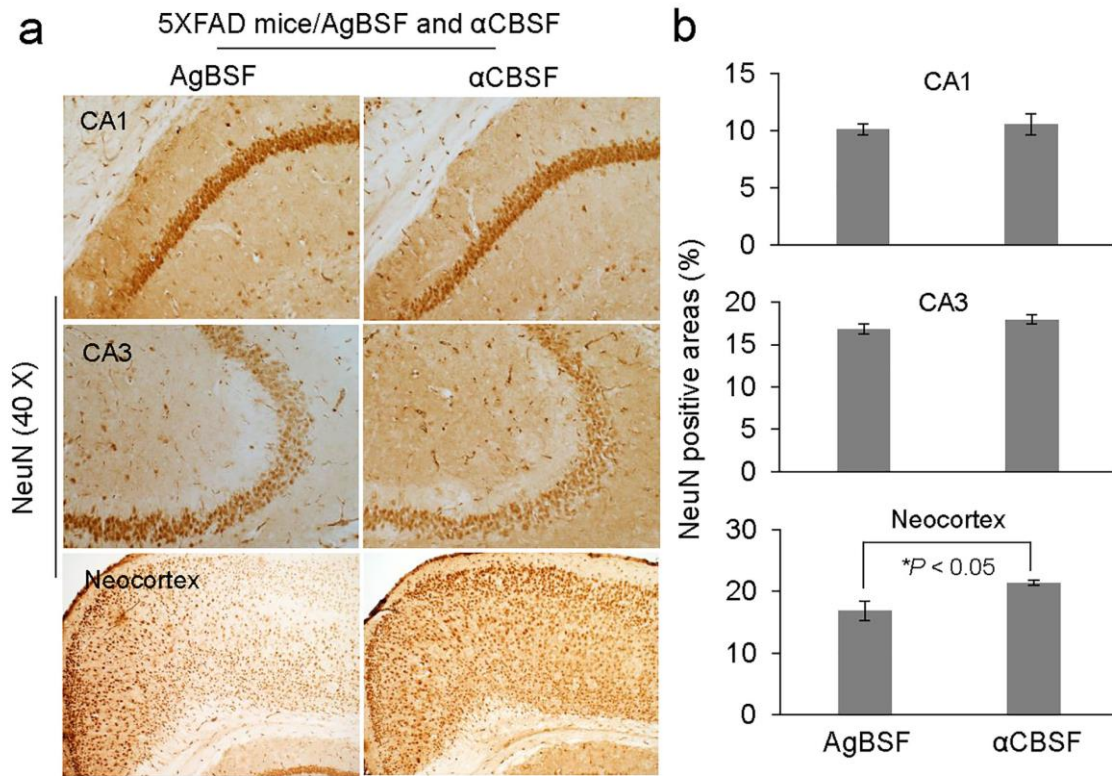 a
5XFAD mice/AgBSF and αCBSF
AgBSF
αCBSF
NeuN (40 X)
CA1
CA3
Neocortex
b
NeuN positive areas (%)
CA1
15
10
5
0
CA3
20
15
10
5
0
Neocortex
*P < 0.05
30
20
10
0
AgBSF
αCBSF